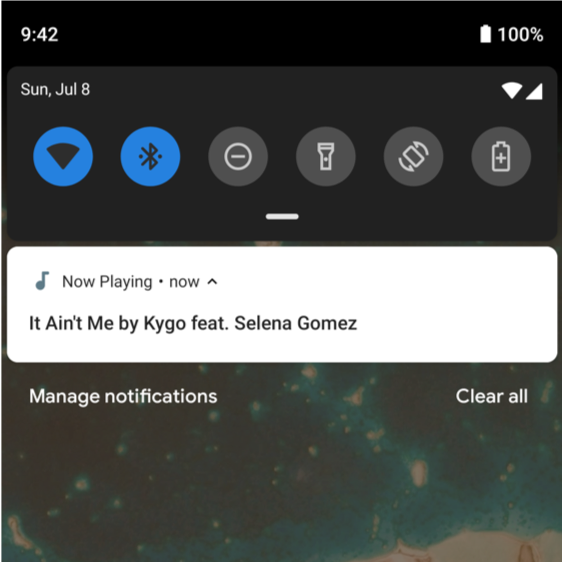 9:42 100%
Sun, Jul 8
Now Playing • now
It Ain't Me by Kygo feat. Selena Gomez
Manage notifications Clear all